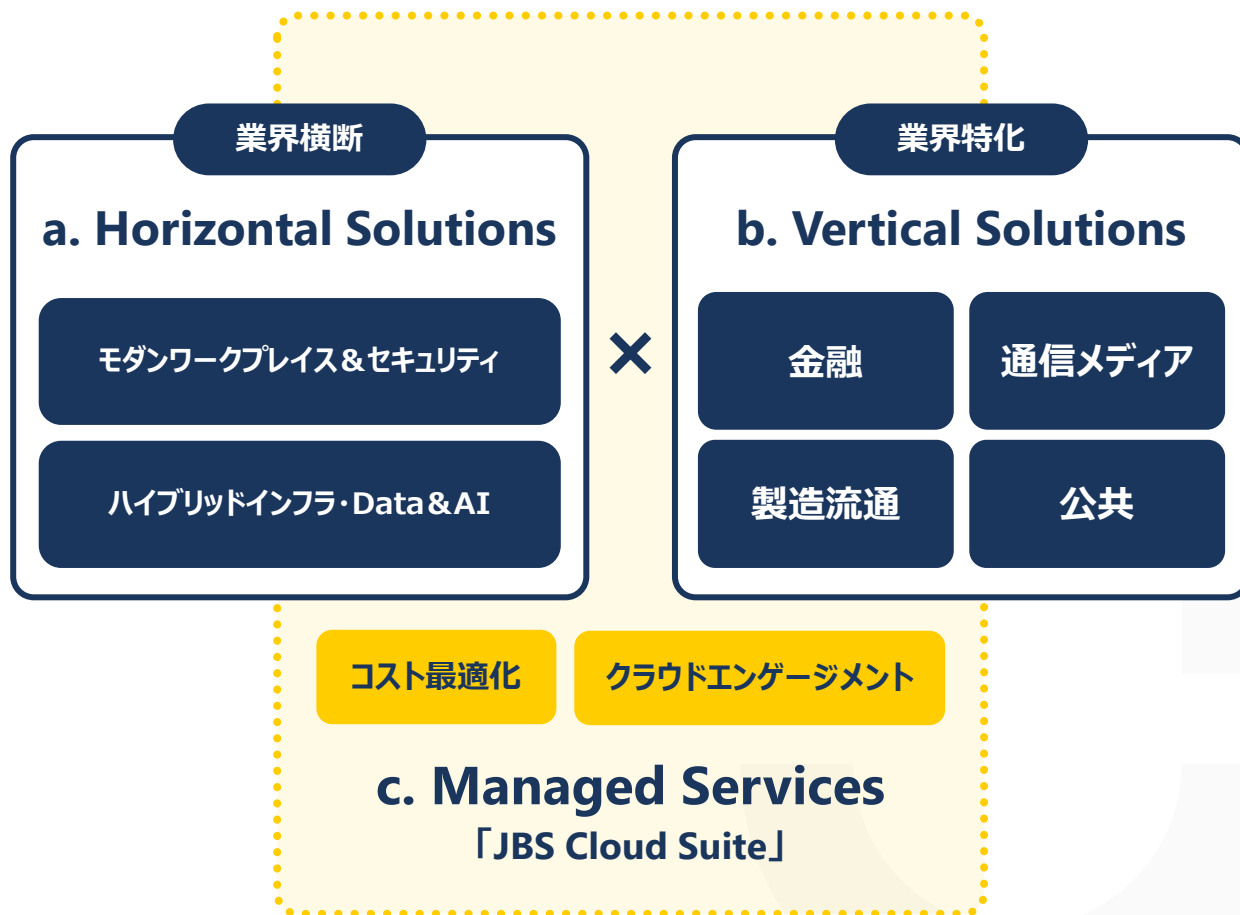 業界横断
a. Horizontal Solutions
モダンワークプレイス&セキュリティ
ハイブリッドインフラ・Data&AI
×
業界特化
b. Vertical Solutions
金融
通信メディア
製造流通
公共
コスト最適化
クラウドエンゲージメント
c. Managed Services
「JBS Cloud Suite」